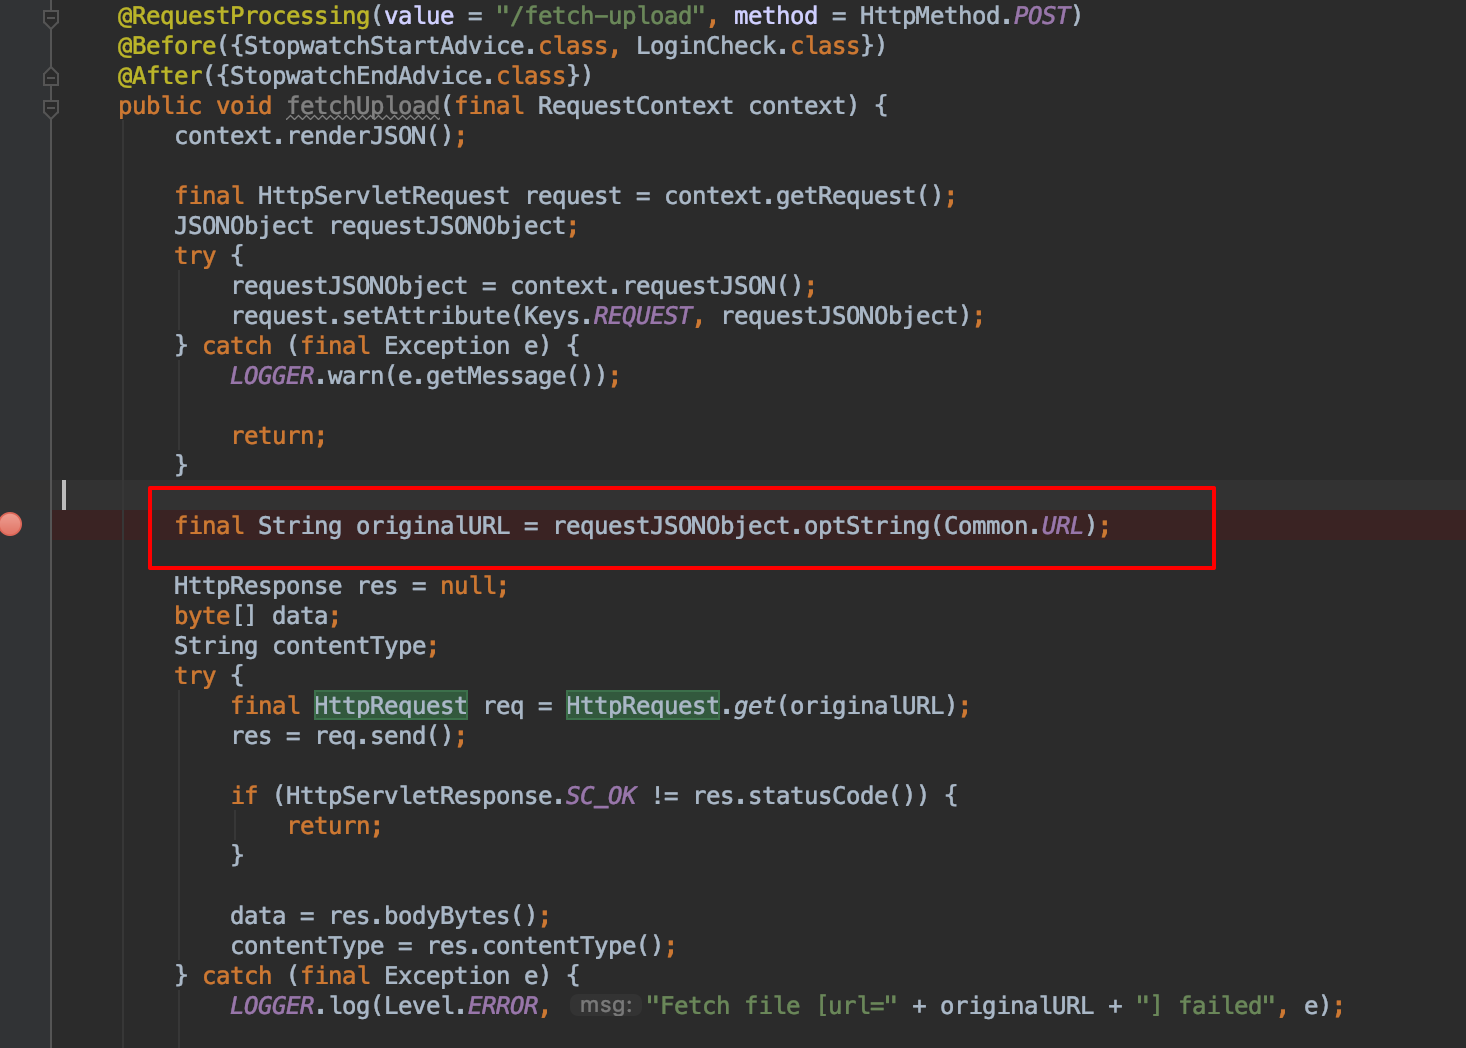 @RequestProcessing(value = "/fetch-upload", method = HttpMethod.POST)
@Before({StopwatchStartAdvice.class, LoginCheck.class})
@After({StopwatchEndAdvice.class})
public void fetchUpload(final RequestContext context) {
context.renderJSON();
final HttpServletRequest request = context.getRequest();
JSONObject requestJSONObject;
try {
requestJSONObject = context.requestJSON();
request.setAttribute(Keys.REQUEST, requestJSONObject);
} catch (final Exception e) {
LOGGER.warn(e.getMessage());
return;
}
final String originalURL = requestJSONObject.optString(Common.URL);
HttpResponse res = null;
byte[] data;
String contentType;
try {
final HttpRequest req = HttpRequest.get(originalURL);
res = req.send();
if (HttpServletResponse.SC_OK != res.statusCode()) {
return;
}
data = res.bodyBytes();
contentType = res.contentType();
} catch (final Exception e) {
LOGGER.log(Level.ERROR, msg: "Fetch file [url=" + originalURL + "] failed", e);